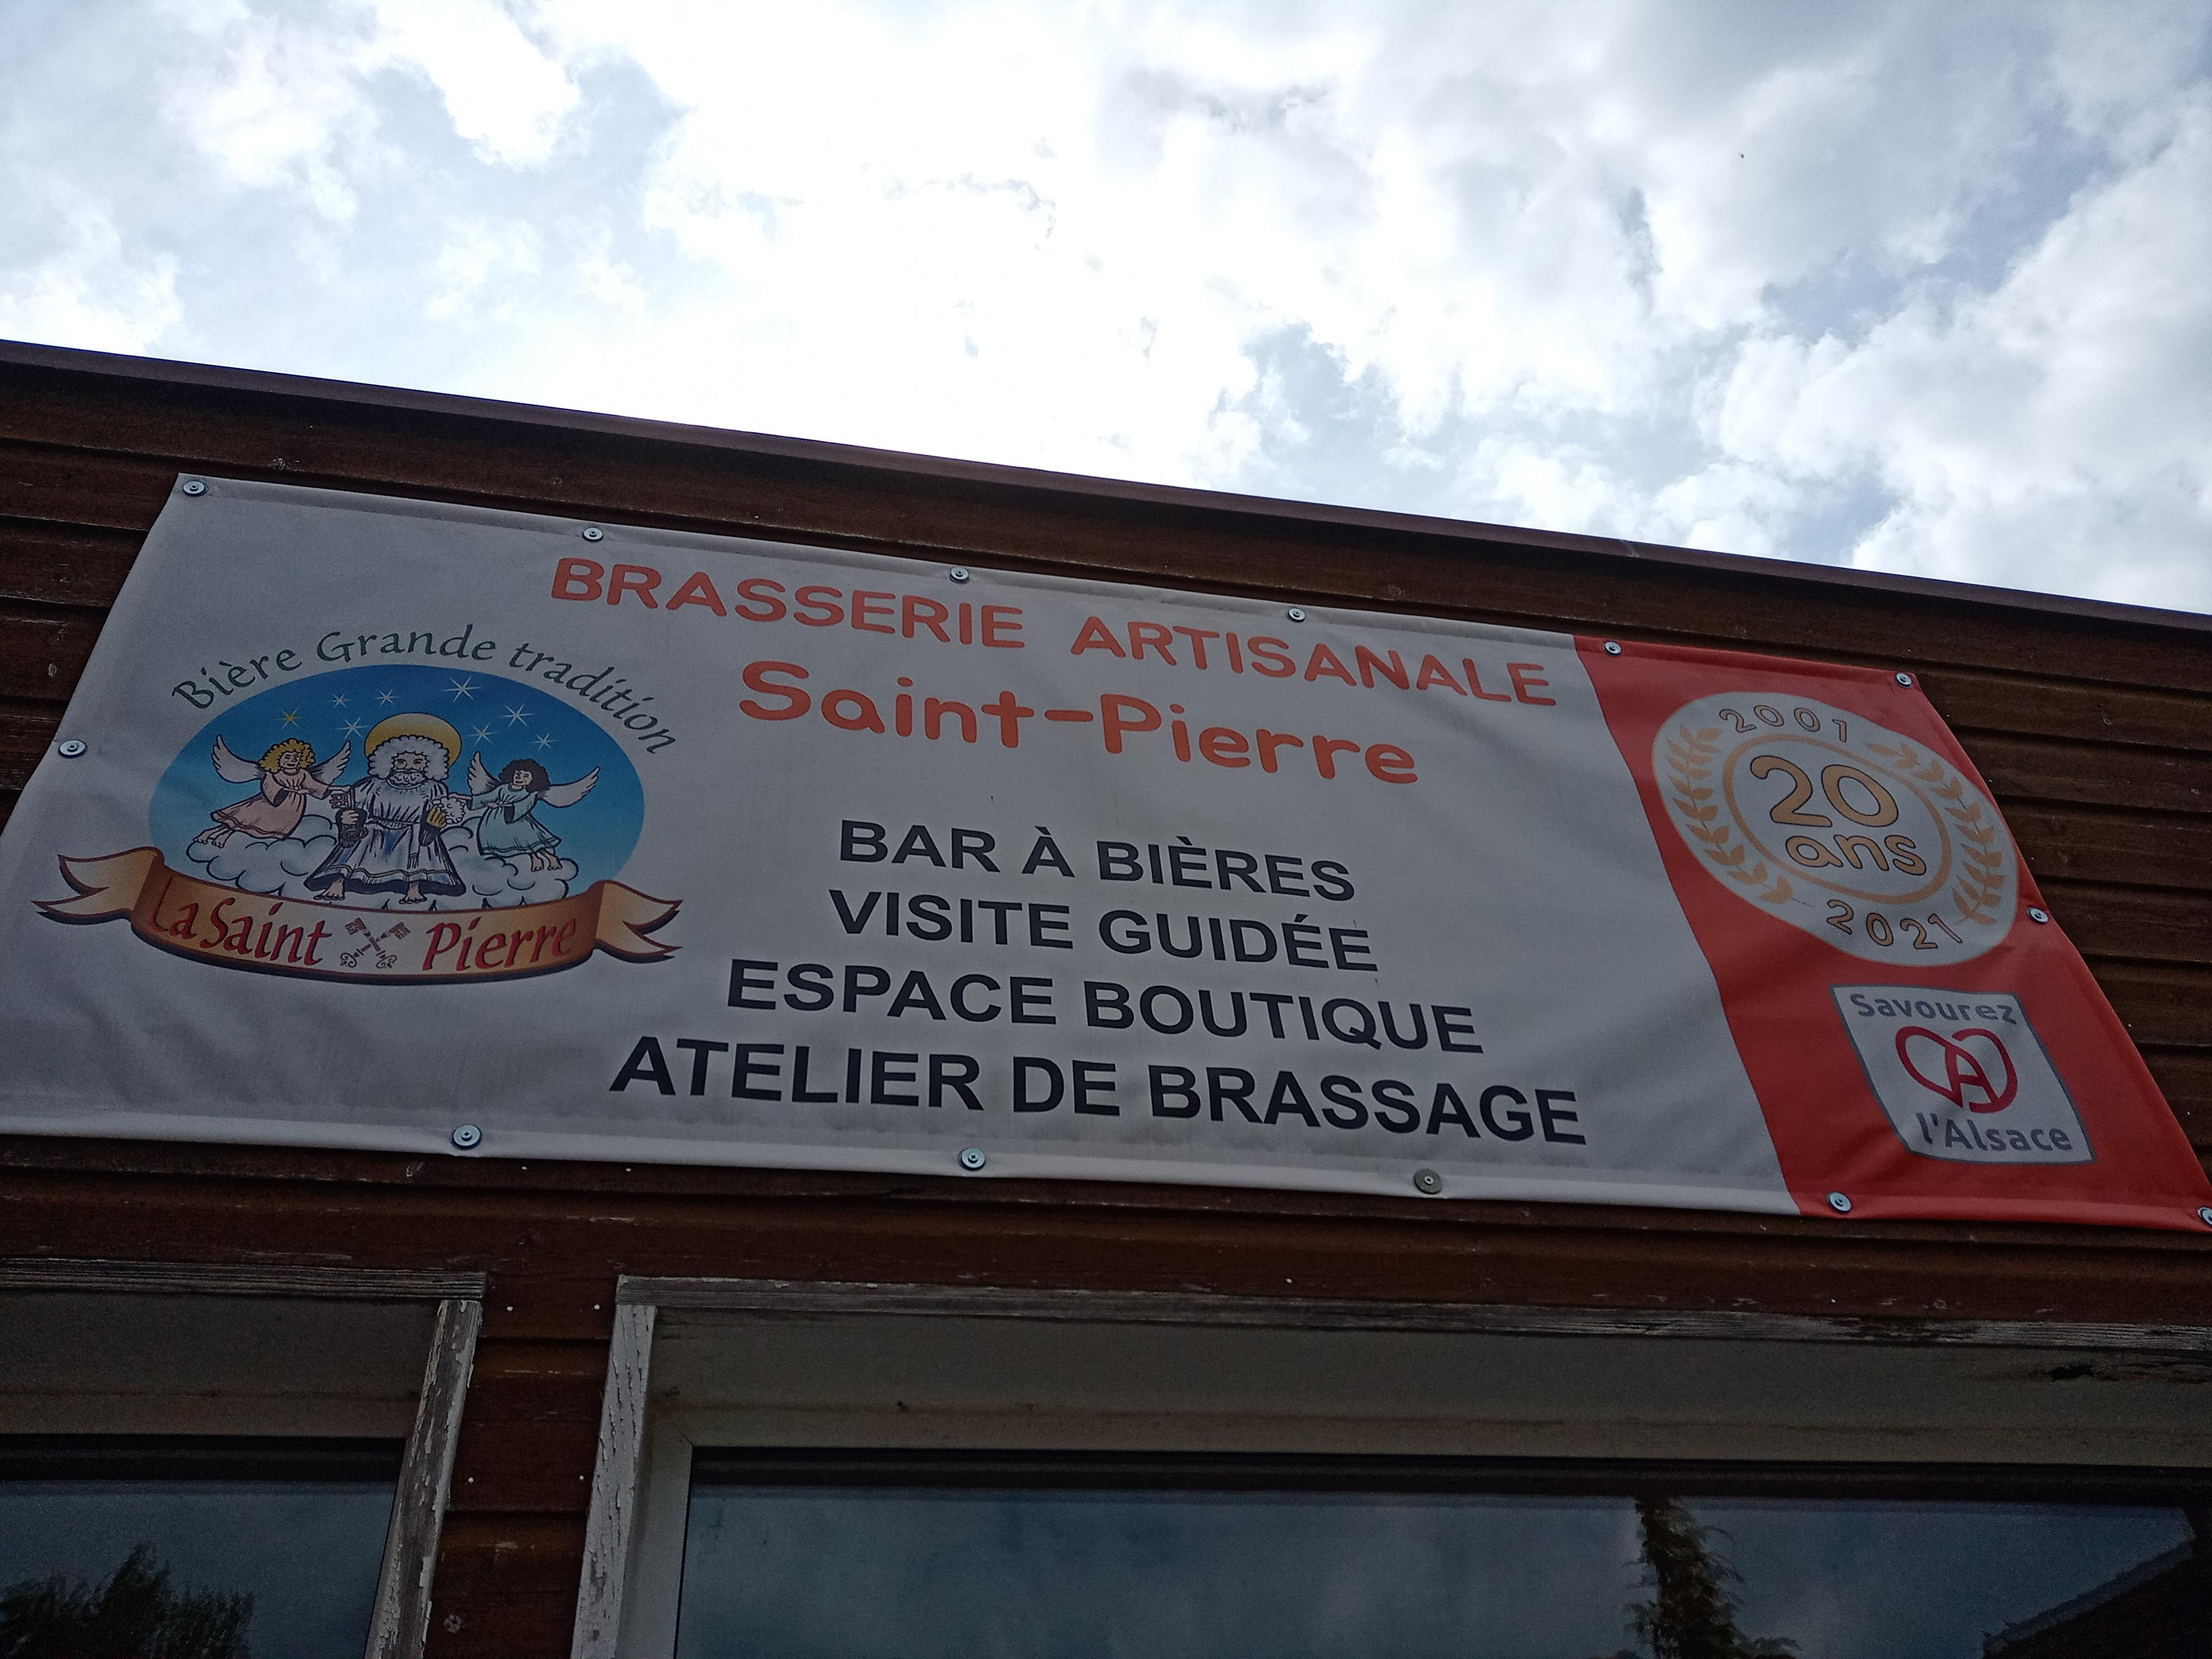 Bière Grande tradition
La Saint Pierre
BRASSERIE ARTISANALE
Saint-Pierre
BAR À BIÈRES
VISITE GUIDÉE
ESPACE BOUTIQUE
ATELIER DE BRASSAGE
2001
20
ans
2021
Savourez
l'Alsace